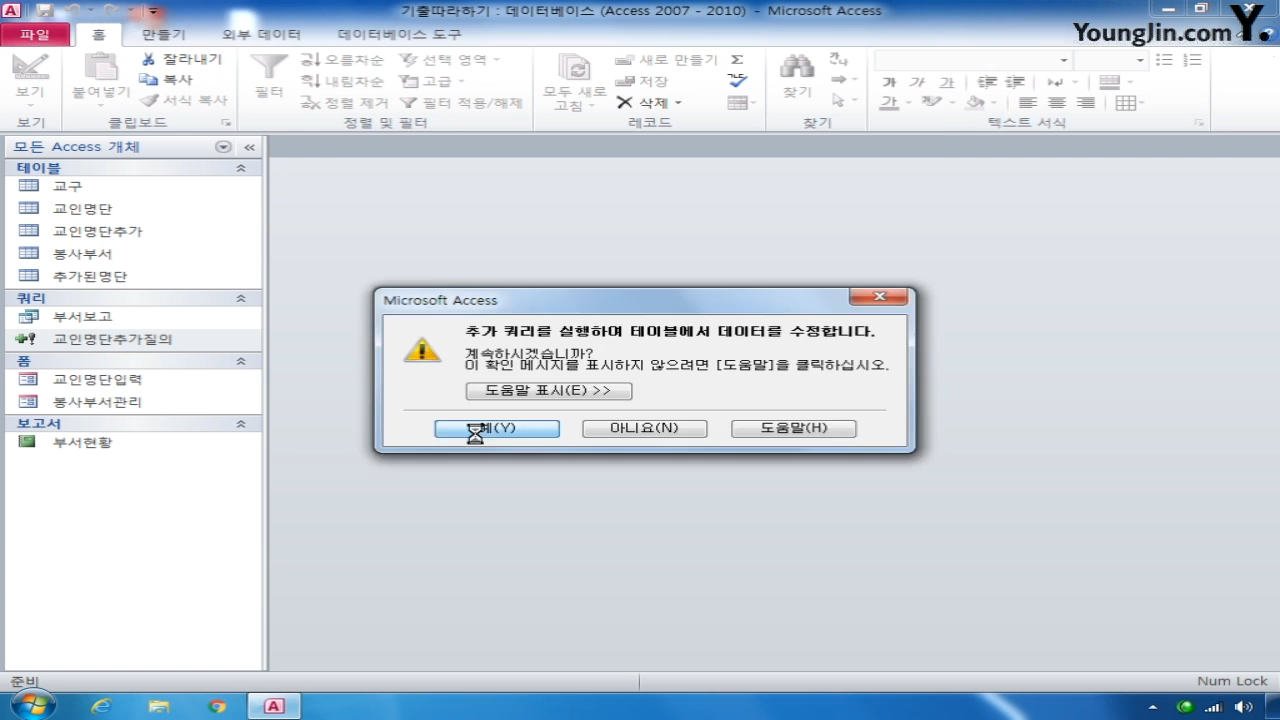 기출따라하기 : 데이터베이스 (Access 2007 - 2010) - Microsoft Access
YoungJin.com Y.
파일 홈 만들기 외부 데이터 데이터베이스 도구
보기
붙여넣기
잘라내기
복사
서식 복사
필터
오름차순
내림차순
정렬 제거
선택 영역
고급
필터 적용/해제
모두 새로 고침
새로 만들기
저장
삭제
찾기
가 가 가
가
보기 클립보드 정렬 및 필터 레코드 찾기 텍스트 서식
모든 Access 개체
테이블
교구
교인명단
교인명단추가
봉사부서
추가된명단
쿼리
부서보고
교인명단추가질의
폼
교인명단입력
봉사부서관리
보고서
부서현황
Microsoft Access
추가 쿼리를 실행하여 테이블에서 데이터를 수정합니다.
계속하시겠습니까?
이 확인 메시지를 표시하지 않으려면 [도움말]을 클릭하십시오.
도움말 표시(E) >>
예(Y) 아니요(N) 도움말(H)
준비 Num Lock